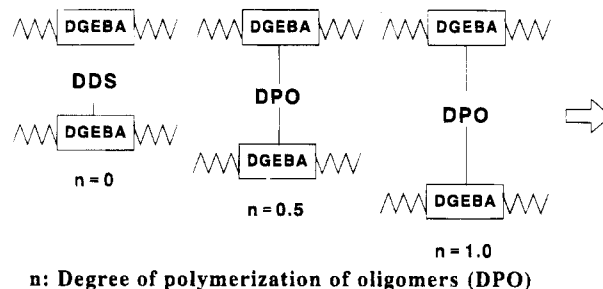 DGEBA
DDS
DGEBA
n = 0
DGEBA
DPO
DGEBA
n = 0.5
DGEBA
DPO
DGEBA
n = 1.0
n: Degree of polymerization of oligomers (DPO)